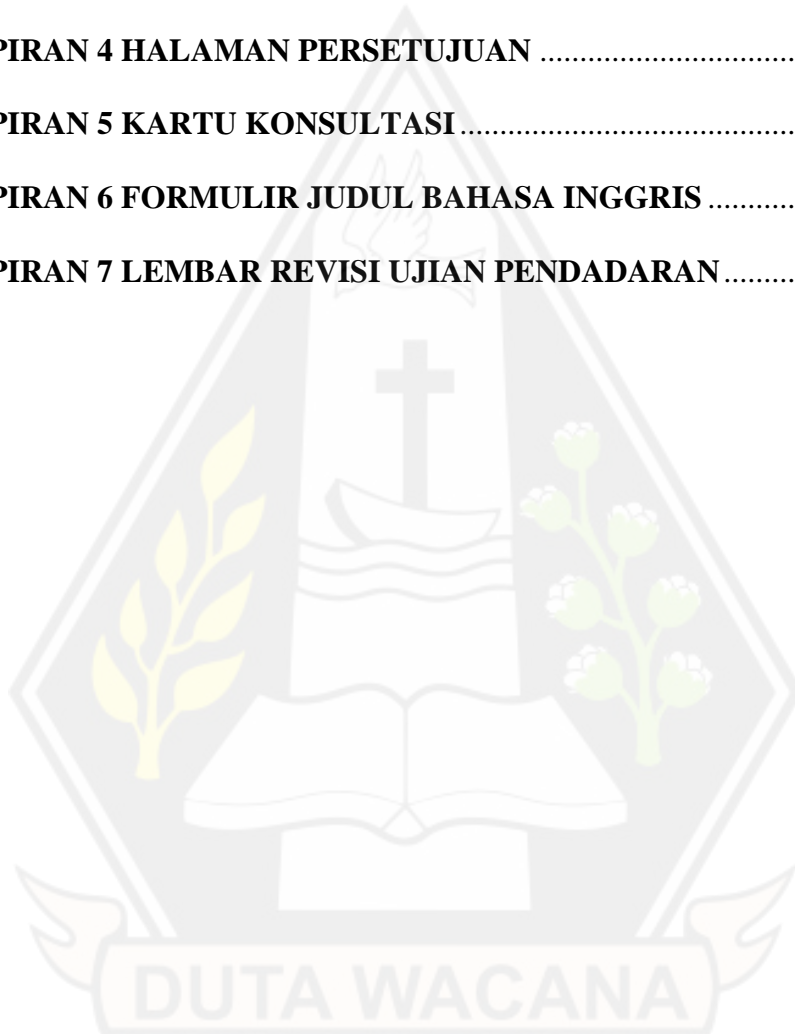 PIRAN 4 HALAMAN PERSETUJUAN ................................
PIRAN 5 KARTU KONSULTASI ..........................................
PIRAN 6 FORMULIR JUDUL BAHASA INGGRIS ...........
PIRAN 7 LEMBAR REVISI UJIAN PENDADARAN .........
DUTA WACANA